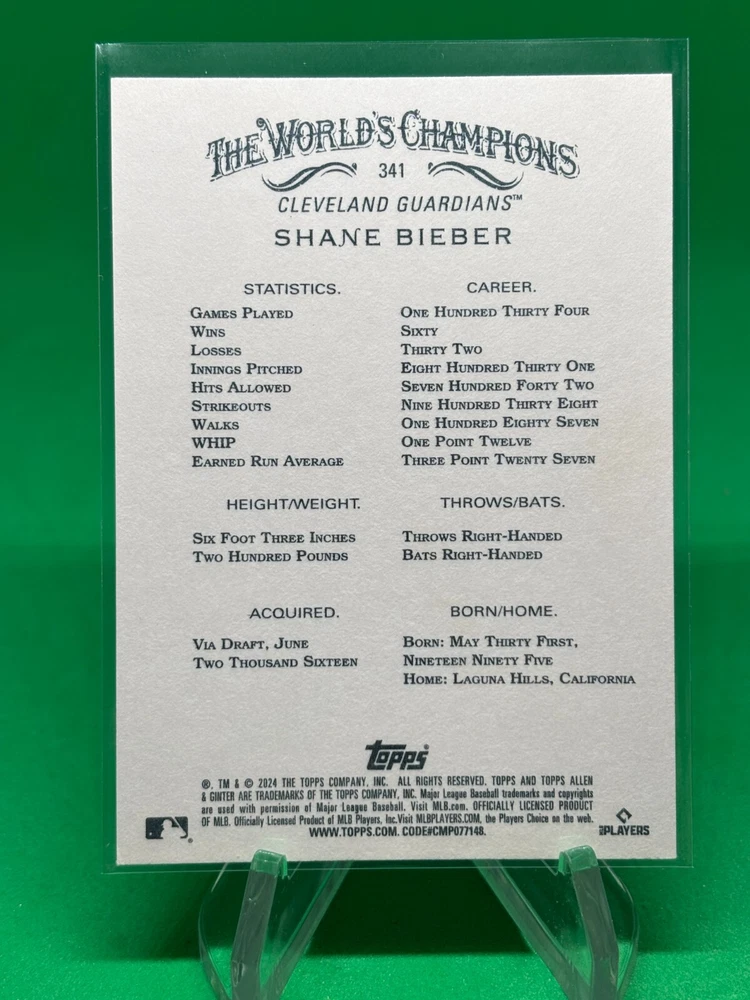 THE WORLD'S CHAMPIONS
341
CLEVELAND GUARDIANS™
SHANE BIEBER
STATISTICS. CAREER.
GAMES PLAYED ONE HUNDRED THIRTY FOUR
WINS SIXTY
LOSSES THIRTY TWO
INNINGS PITCHED EIGHT HUNDRED THIRTY ONE
HITS ALLOWED SEVEN HUNDRED FORTY TWO
STRIKEOUTS NINE HUNDRED THIRTY EIGHT
WALKS ONE HUNDRED EIGHTY SEVEN
WHIP ONE POINT TWELVE
EARNED RUN AVERAGE THREE POINT TWENTY SEVEN
HEIGHT/WEIGHT. THROWS/BATS.
SIX FOOT THREE INCHES THROWS RIGHT-HANDED
TWO HUNDRED POUNDS BATS RIGHT-HANDED
ACQUIRED. BORN/HOME.
VIA DRAFT, JUNE BORN: MAY THIRTY FIRST,
TWO THOUSAND SIXTEEN NINETEEN NINETY FIVE
HOME: LAGUNA HILLS, CALIFORNIA
topps®
®, TM & © 2024 THE TOPPS COMPANY, INC. ALL RIGHTS RESERVED. TOPPS AND TOPPS ALLEN
& GINTER ARE TRADEMARKS OF THE TOPPS COMPANY, INC. Major League Baseball trademarks and copyrights
are used with permission of Major League Baseball. Visit MLB.com. OFFICIALLY LICENSED PRODUCT
OF MLB. Officially Licensed Product of MLB Players, Inc.Visit MLBPLAYERS.COM, the Players Choice on the web.
WWW.TOPPS.COM. CODE#CMP077148.
MLB PLAYERS